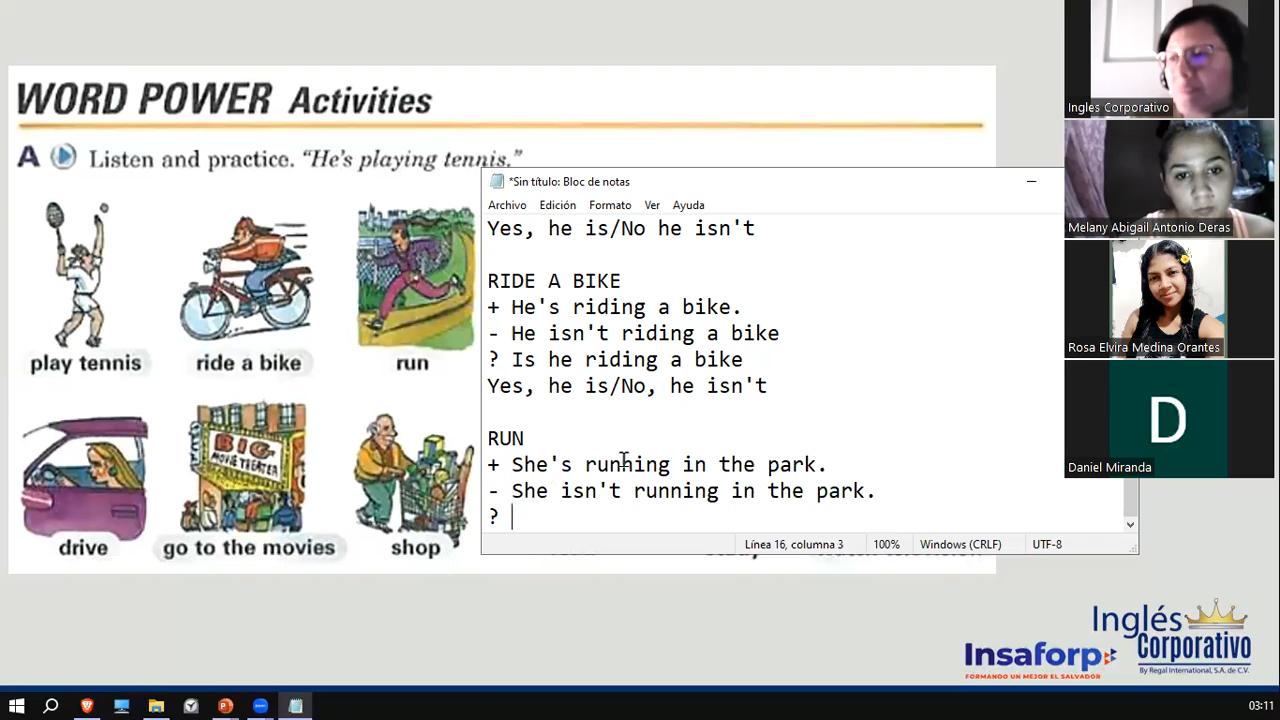 WORD POWER Activities
A Listen and practice. "He's playing tennis."
play tennis
ride a bike
run
BIG
MOVIE THEATER
drive
go to the movies
shop
*Sin título: Bloc de notas
Archivo Edición Formato Ver Ayuda
Yes, he is/No he isn't
RIDE A BIKE
+ He's riding a bike.
- He isn't riding a bike
? Is he riding a bike
Yes, he is/No, he isn't
RUN
+ She's running in the park.
- She isn't running in the park.
?
Línea 16, columna 3 100% Windows (CRLF) UTF-8
Ingles Corporativo
Melany Abigail Antonio Deras
Rosa Elvira Medina Orantes
D
Daniel Miranda
Insaforp
FORMANDO UN MEJOR EL SALVADOR
Inglés
Corporativo
By Regal International, S.A. de C.V.
03:11